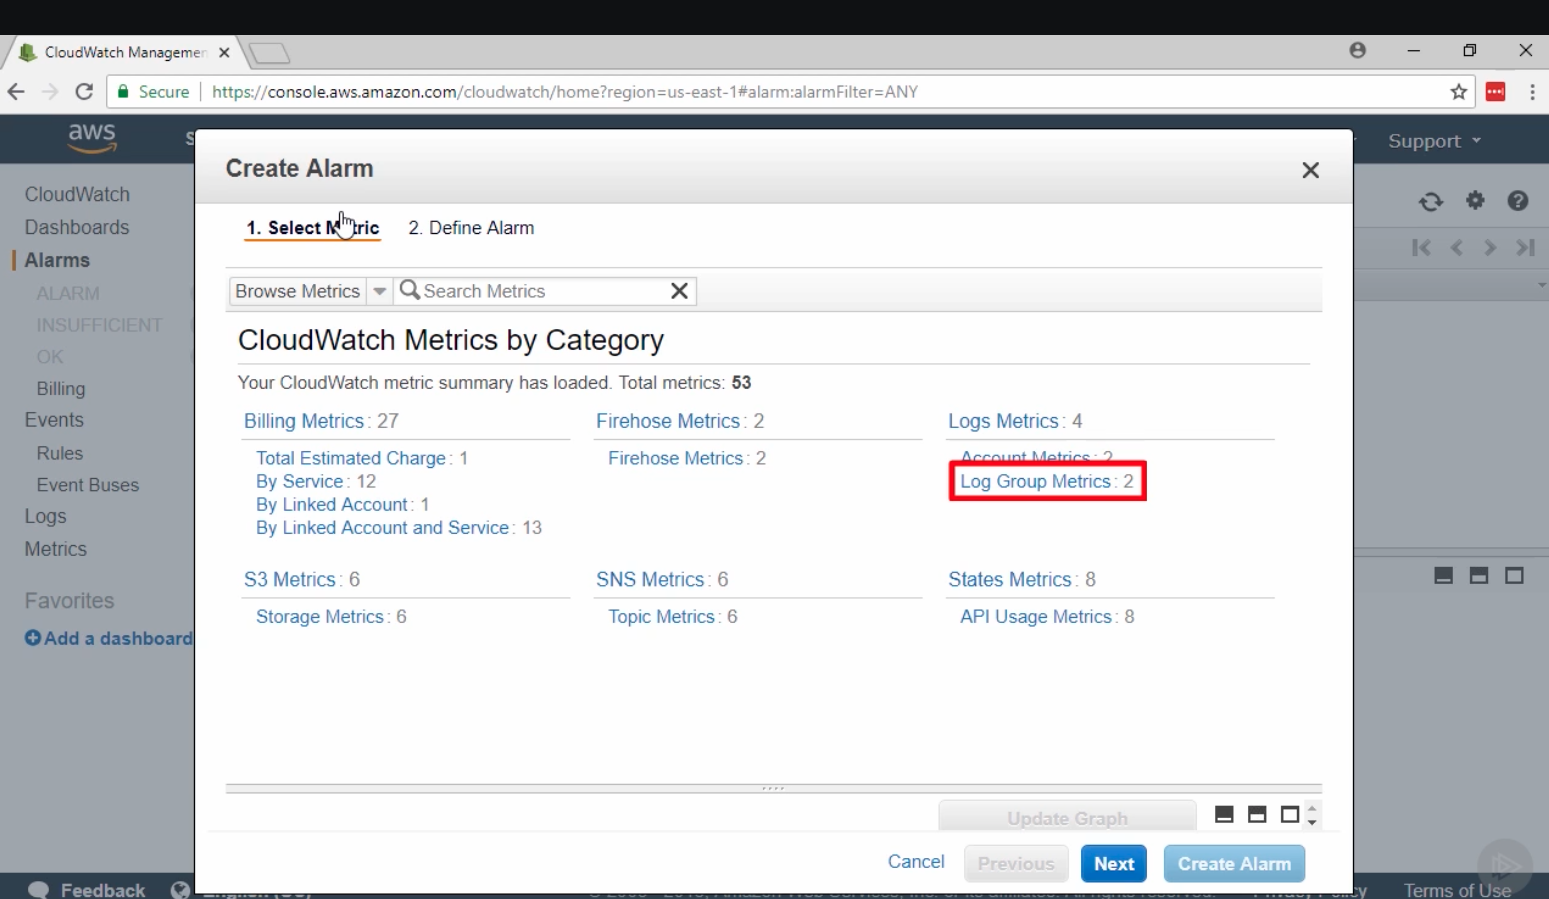 CloudWatch Managemen
Secure https://console.aws.amazon.com/cloudwatch/home?region=us-east-1#alarm:alarmFilter=ANY
aws
S
Support
Create Alarm
CloudWatch
Dashboards
Alarms
ALARM
INSUFFICIENT
OK
Billing
Events
Rules
Event Buses
Logs
Metrics
Favorites
Add a dashboard
1. Select Metric 2. Define Alarm
Browse Metrics Search Metrics
CloudWatch Metrics by Category
Your CloudWatch metric summary has loaded. Total metrics: 53
Billing Metrics: 27
Total Estimated Charge: 1
By Service: 12
By Linked Account: 1
By Linked Account and Service: 13
Firehose Metrics: 2
Firehose Metrics: 2
Logs Metrics: 4
Account Metrics: 2
Log Group Metrics: 2
S3 Metrics: 6
Storage Metrics: 6
SNS Metrics: 6
Topic Metrics: 6
States Metrics: 8
API Usage Metrics: 8
Update Graph
Cancel Previous Next Create Alarm
Feedback English (US) Privacy Policy Terms of Use